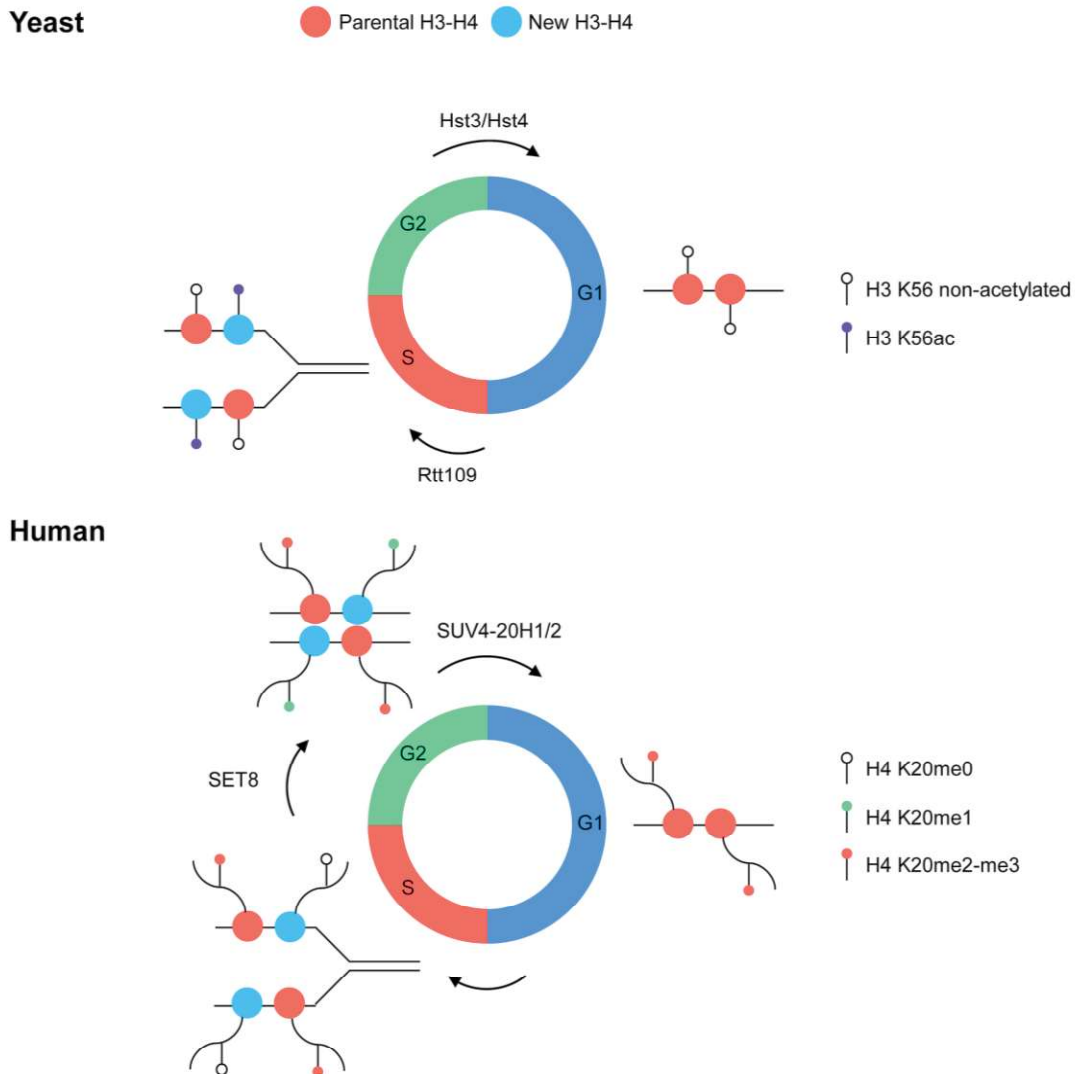 Yeast
Parental H3-H4
New H3-H4
Hst3/Hst4
G2
G1
S
Rtt109
H3 K56 non-acetylated
H3 K56ac
Human
SUV4-20H1/2
SET8
G2
G1
S
H4 K20me0
H4 K20me1
H4 K20me2-me3